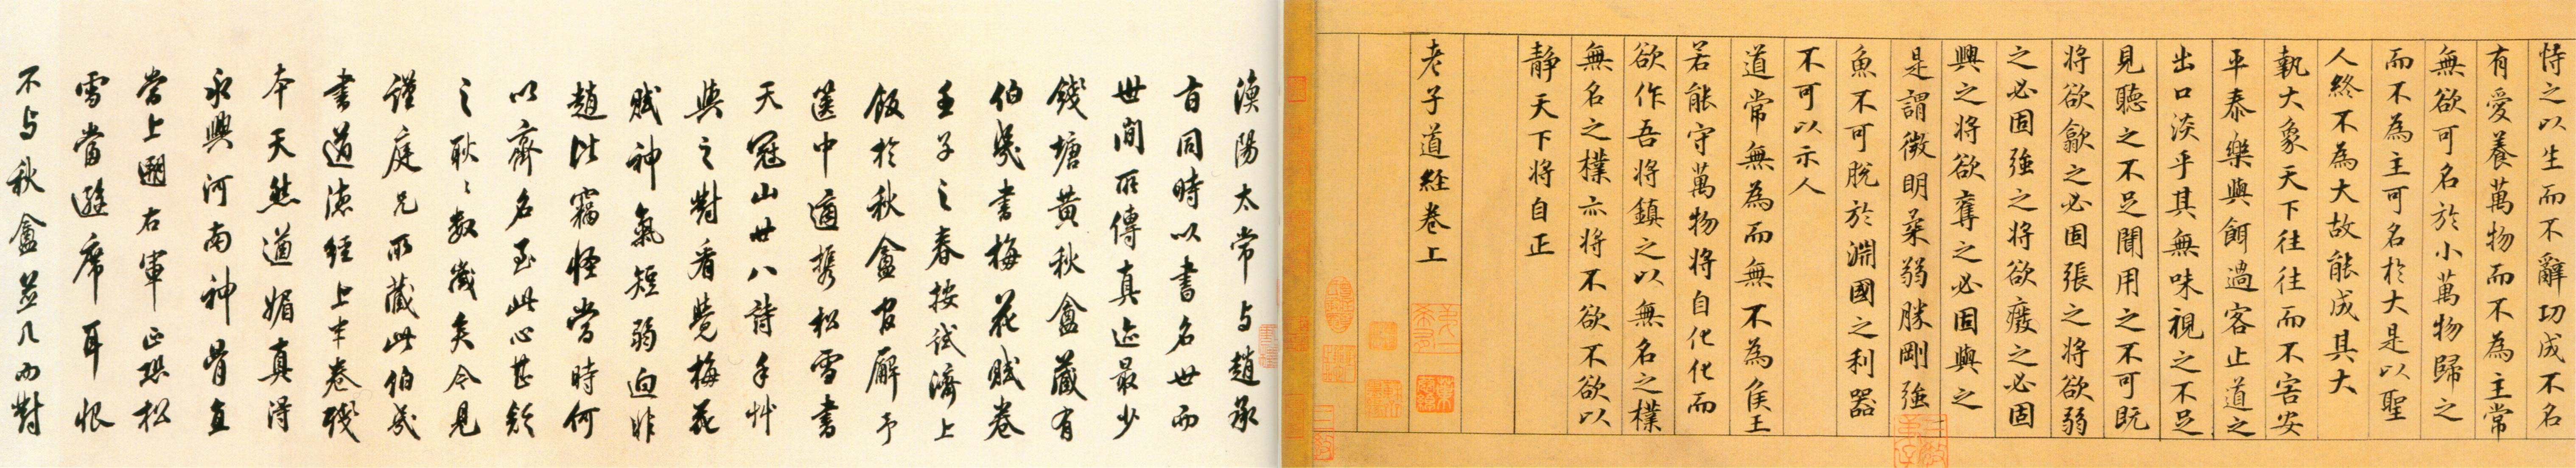 恃之以生而不辭功成不名
有愛養萬物而不為主常
無欲可名於小萬物歸之
而不為主可名於大是以聖
人終不為大故能成其大
執大象天下往往而不害安
平泰樂與餌過客止道之
出口淡乎其無味視之不足
見聽之不足聞用之不可既
將欲歙之必固張之將欲弱
之必固強之將欲廢之必固
興之將欲奪之必固與之
是謂微明柔弱勝剛強
魚不可脫於淵國之利器
不可以示人
道常無為而無不為侯王
若能守萬物將自化化而
欲作吾將鎮之以無名之樸
無名之樸亦將不欲不欲以
靜天下將自正
老子道經卷上
漁陽太常与趙承
旨同時以書名世而
世間所傳真迹最少
錢塘黃秋盦藏有
伯幾書梅花賦卷
壬子之春按試濟上
飯於秋盦官廨予
篋中適攜松雪書
天冠山廿八詩手艸
與之對看覺梅花
賦神氣短弱迥非
趙比竊怪當時何
以齊名至此心甚疑
之耿耿數歲矣今見
謹庭兄所藏此伯幾
書道德經上半卷殘
本天然遒媚真得
永興河南神骨直
當上遡右軍正恐松
雪當避席耳恨
不与秋盦並几而對